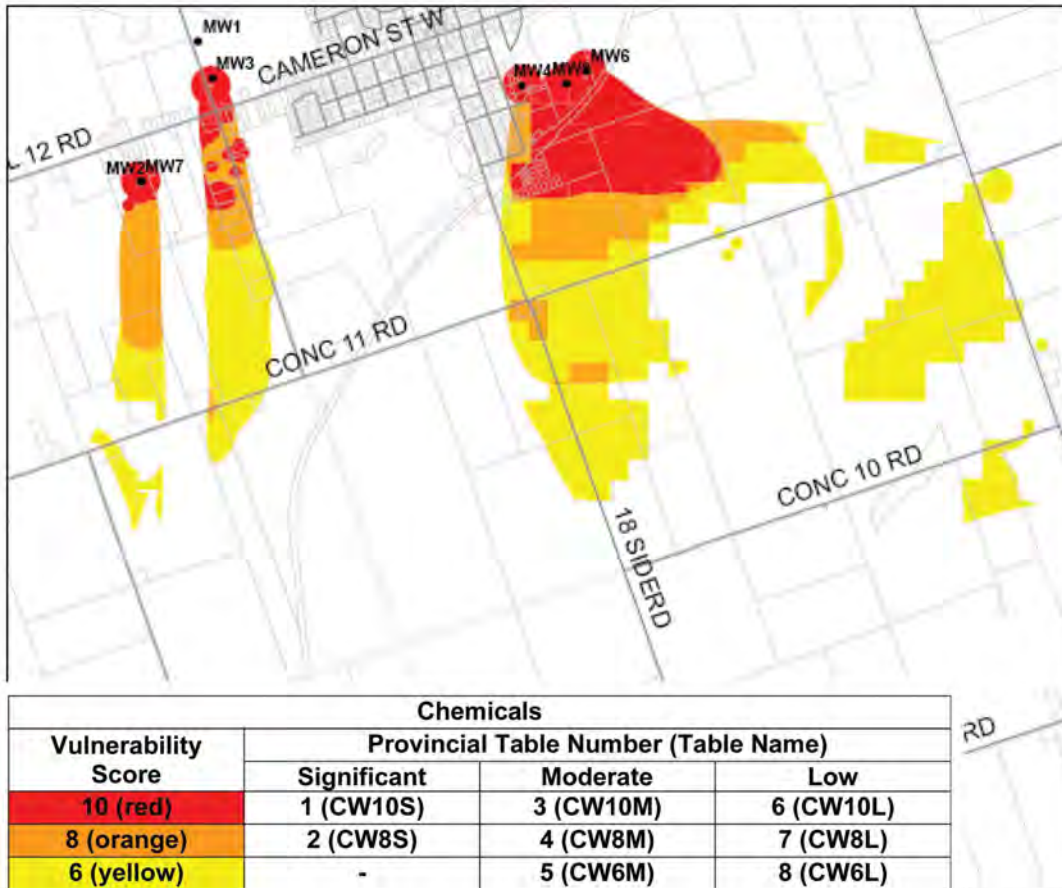 MW1
MW3
CAMERON ST W
MW6
MW4
L 12 RD
MW2
MW7
CONC 11 RD
CONC 10 RD
18 SIDERD
RD
Chemicals
Vulnerability Score
Provincial Table Number (Table Name)
Significant Moderate Low
10 (red) 1 (CW10S) 3 (CW10M) 6 (CW10L)
8 (orange) 2 (CW8S) 4 (CW8M) 7 (CW8L)
6 (yellow) - 5 (CW6M) 8 (CW6L)